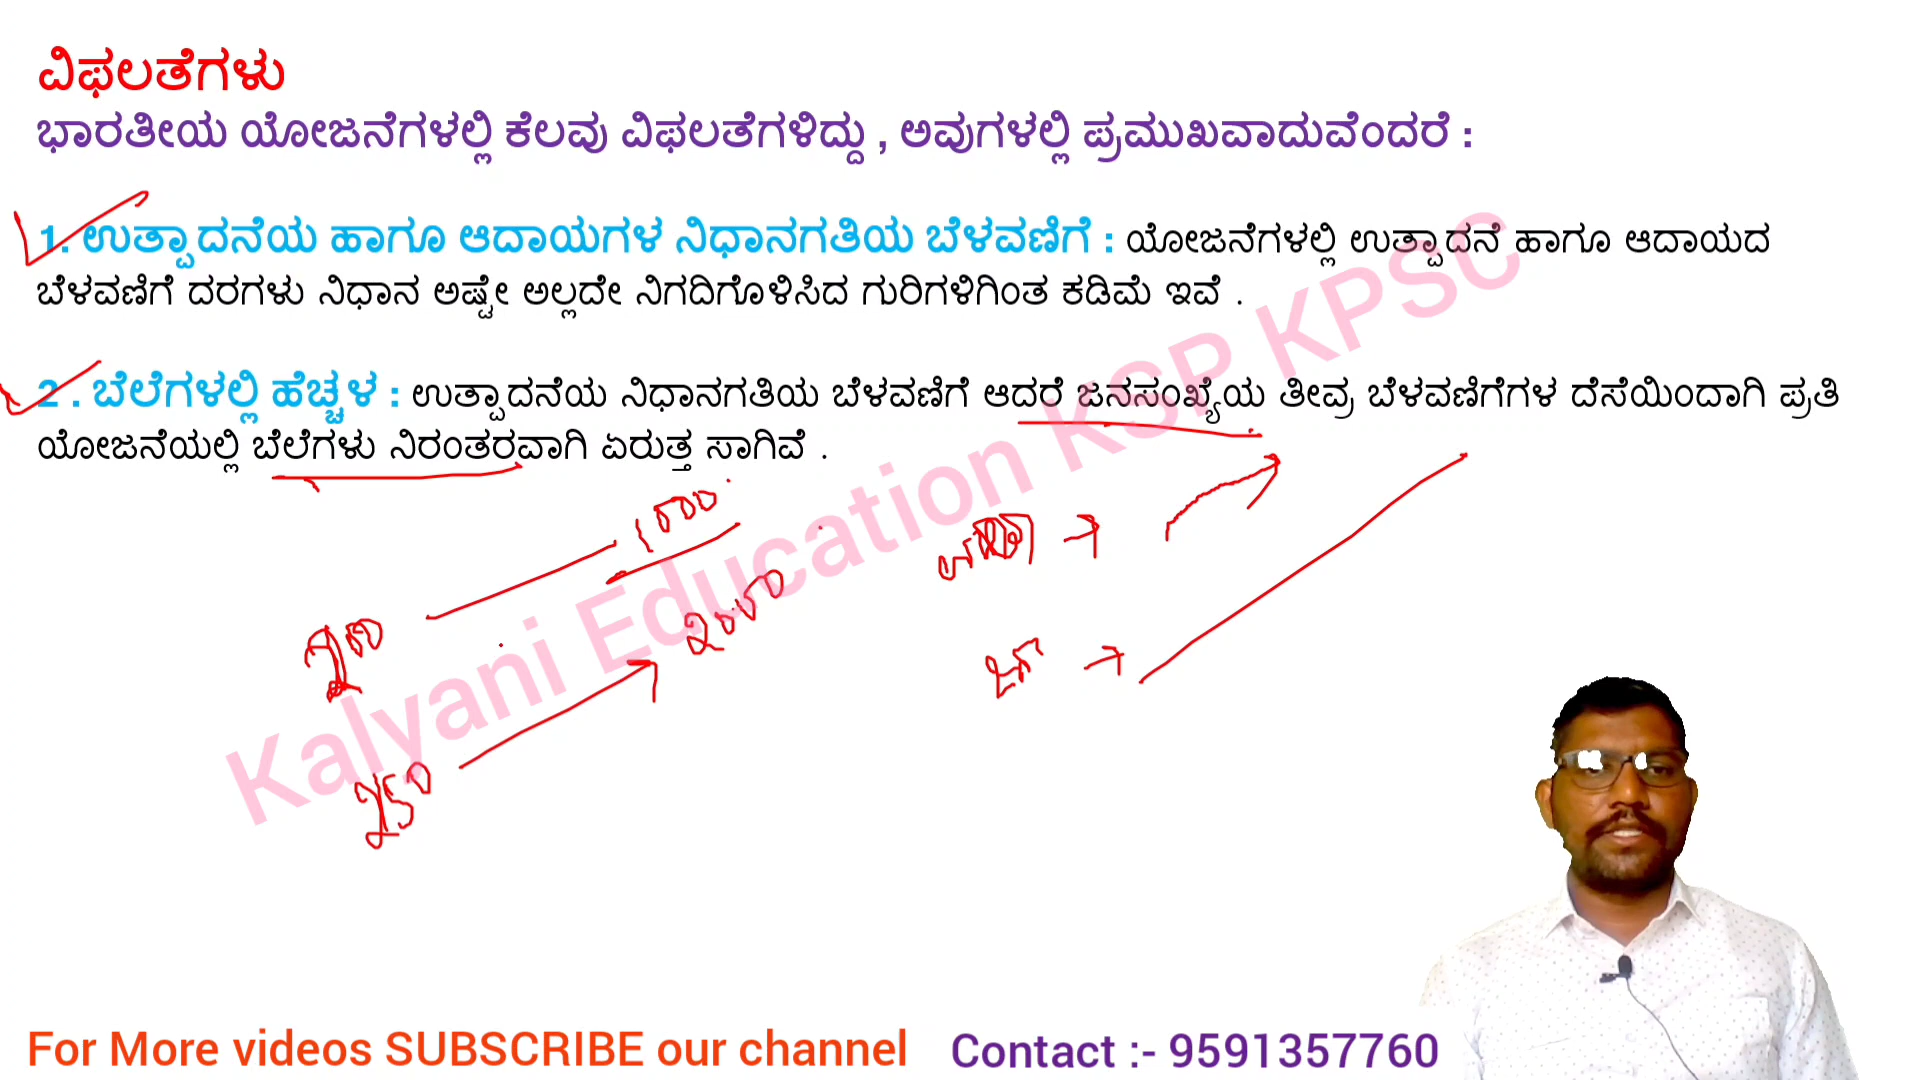 ವಿಫಲತೆಗಳು
ಭಾರತೀಯ ಯೋಜನೆಗಳಲ್ಲಿ ಕೆಲವು ವಿಫಲತೆಗಳಿದ್ದು , ಅವುಗಳಲ್ಲಿ ಪ್ರಮುಖವಾದುವೆಂದರೆ :
1. ಉತ್ಪಾದನೆಯ ಹಾಗೂ ಆದಾಯಗಳ ನಿಧಾನಗತಿಯ ಬೆಳವಣಿಗೆ : ಯೋಜನೆಗಳಲ್ಲಿ ಉತ್ಪಾದನೆ ಹಾಗೂ ಆದಾಯದ
ಬೆಳವಣಿಗೆ ದರಗಳು ನಿಧಾನ ಅಷ್ಟೇ ಅಲ್ಲದೇ ನಿಗದಿಗೊಳಿಸಿದ ಗುರಿಗಳಿಗಿಂತ ಕಡಿಮೆ ಇವೆ .
2 . ಬೆಲೆಗಳಲ್ಲಿ ಹೆಚ್ಚಳ : ಉತ್ಪಾದನೆಯ ನಿಧಾನಗತಿಯ ಬೆಳವಣಿಗೆ ಆದರೆ ಜನಸಂಖ್ಯೆಯ ತೀವ್ರ ಬೆಳವಣಿಗೆಗಳ ದೆಸೆಯಿಂದಾಗಿ ಪ್ರತಿ
ಯೋಜನೆಯಲ್ಲಿ ಬೆಲೆಗಳು ನಿರಂತರವಾಗಿ ಏರುತ್ತ ಸಾಗಿವೆ .
Kalyani Education KSP KPSC
250
For More videos SUBSCRIBE our channel
Contact :- 9591357760